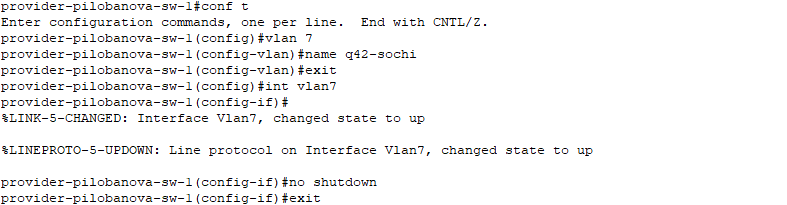 provider-pilobanova-sw-1#conf t
Enter configuration commands, one per line.  End with CNTL/Z.
provider-pilobanova-sw-1(config)#vlan 7
provider-pilobanova-sw-1(config-vlan)#name q42-sochi
provider-pilobanova-sw-1(config-vlan)#exit
provider-pilobanova-sw-1(config)#int vlan7
provider-pilobanova-sw-1(config-if)#
%LINK-5-CHANGED: Interface Vlan7, changed state to up
%LINEPROTO-5-UPDOWN: Line protocol on Interface Vlan7, changed state to up
provider-pilobanova-sw-1(config-if)#no shutdown
provider-pilobanova-sw-1(config-if)#exit